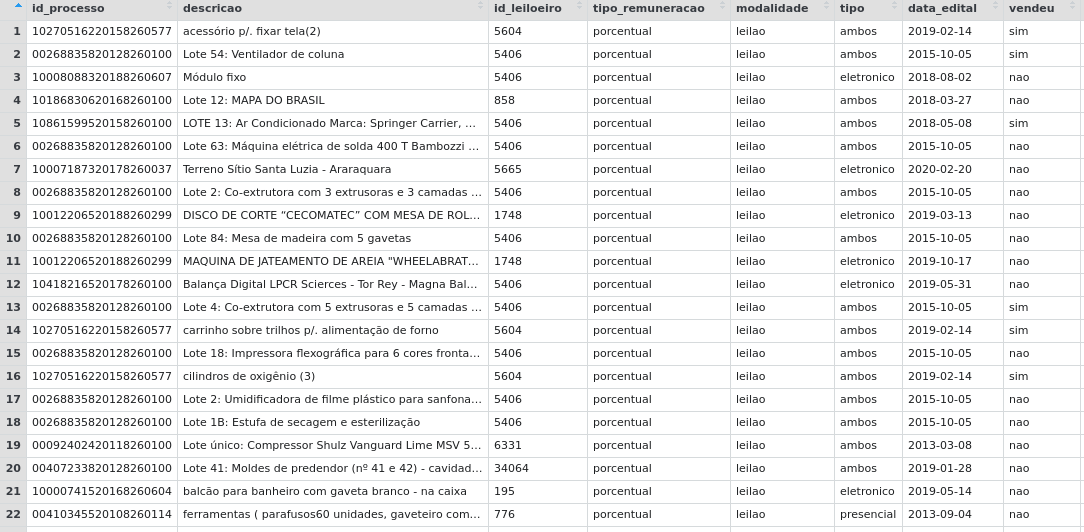 id_processo descricao id_leiloeiro tipo_remuneracao modalidade tipo data_edital vendeu
1 10270516220158260577 acessório p/. fixar tela(2) 5604 porcentual leilao ambos 2019-02-14 sim
2 00268835820128260100 Lote 54: Ventilador de coluna 5406 porcentual leilao ambos 2015-10-05 sim
3 10008088320188260607 Módulo fixo 5406 porcentual leilao eletronico 2018-08-02 nao
4 10186830620168260100 Lote 12: MAPA DO BRASIL 858 porcentual leilao ambos 2018-03-27 nao
5 10861599520158260100 LOTE 13: Ar Condicionado Marca: Springer Carrier, ... 5406 porcentual leilao ambos 2018-05-08 sim
6 00268835820128260100 Lote 63: Máquina elétrica de solda 400 T Bambozzi ... 5406 porcentual leilao ambos 2015-10-05 nao
7 10007187320178260037 Terreno Sítio Santa Luzia - Araraquara 5665 porcentual leilao eletronico 2020-02-20 nao
8 00268835820128260100 Lote 2: Co-extrutora com 3 extrusoras e 3 camadas ... 5406 porcentual leilao ambos 2015-10-05 nao
9 10012206520188260299 DISCO DE CORTE “CECOMATEC” COM MESA DE ROL... 1748 porcentual leilao eletronico 2019-03-13 nao
10 00268835820128260100 Lote 84: Mesa de madeira com 5 gavetas 5406 porcentual leilao ambos 2015-10-05 nao
11 10012206520188260299 MAQUINA DE JATEAMENTO DE AREIA "WHEELABRAT... 1748 porcentual leilao eletronico 2019-10-17 nao
12 10418216520178260100 Balança Digital LPCR Scierces - Tor Rey - Magna Bal... 5406 porcentual leilao eletronico 2019-05-31 nao
13 00268835820128260100 Lote 4: Co-extrutora com 5 extrusoras e 5 camadas ... 5406 porcentual leilao ambos 2015-10-05 sim
14 10270516220158260577 carrinho sobre trilhos p/. alimentação de forno 5604 porcentual leilao ambos 2019-02-14 sim
15 00268835820128260100 Lote 18: Impressora flexográfica para 6 cores fronta... 5406 porcentual leilao ambos 2015-10-05 nao
16 10270516220158260577 cilindros de oxigênio (3) 5604 porcentual leilao ambos 2019-02-14 sim
17 00268835820128260100 Lote 2: Umidificadora de filme plástico para sanfona... 5406 porcentual leilao ambos 2015-10-05 nao
18 00268835820128260100 Lote 1B: Estufa de secagem e esterilização 5406 porcentual leilao ambos 2015-10-05 nao
19 00092402420118260100 Lote único: Compressor Shulz Vanguard Lime MSV 5... 6331 porcentual leilao ambos 2013-03-08 nao
20 00407233820128260100 Lote 41: Moldes de predendor (nº 41 e 42) - cavidad... 34064 porcentual leilao ambos 2019-01-28 nao
21 10000741520168260604 balcão para banheiro com gaveta branco - na caixa 195 porcentual leilao eletronico 2019-05-14 nao
22 00410345520108260114 ferramentas ( parafusos60 unidades, gaveteiro com... 776 porcentual leilao presencial 2013-09-04 nao